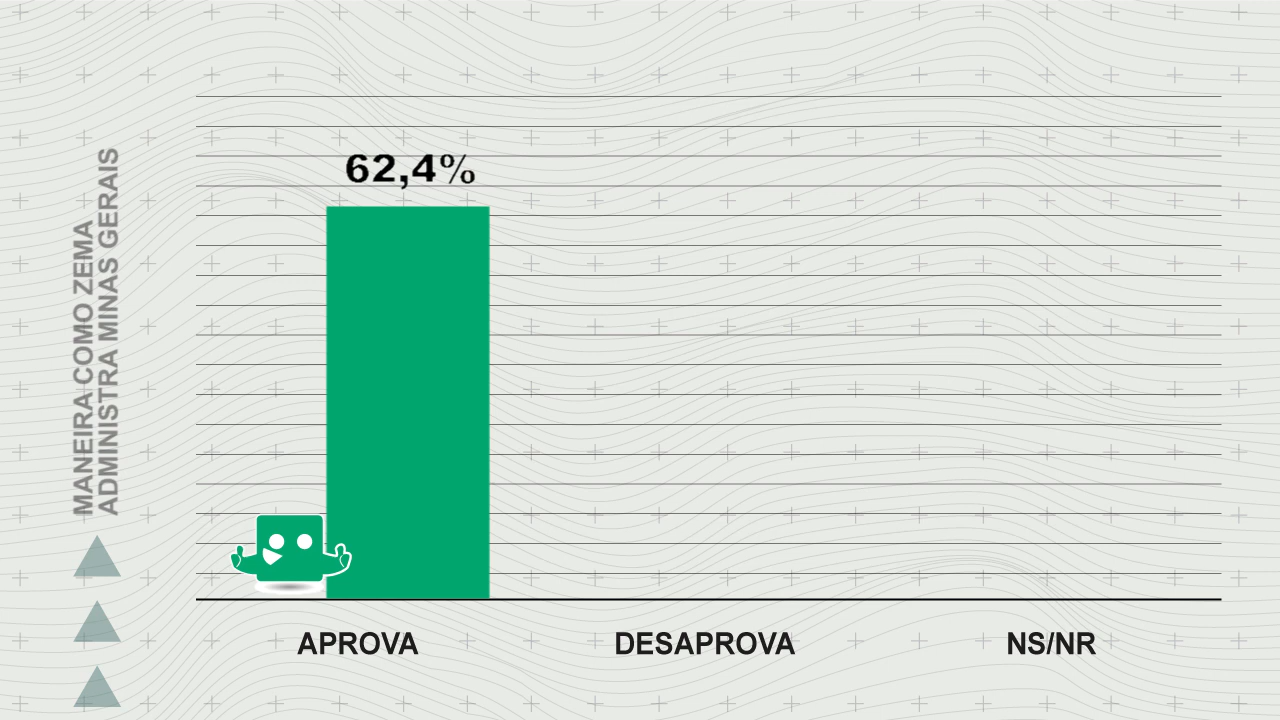 MANEIRA COMO ZEMA
ADMINISTRA MINAS GERAIS
62,4%
APROVA
DESAPROVA
NS/NR